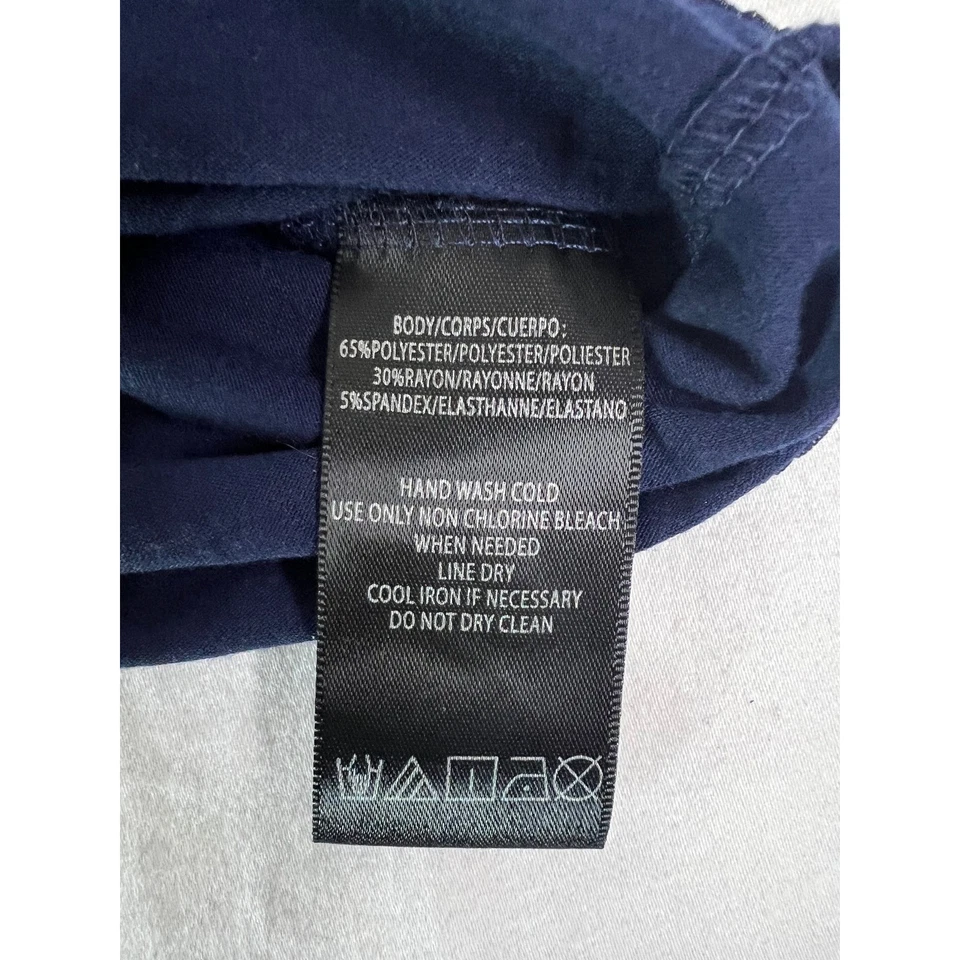 BODY/CORPS/CUERPO:
65%POLYESTER/POLYESTER/POLIESTER
30%RAYON/RAYONNE/RAYON
5%SPANDEX/ELASTHANNE/ELASTANO
HAND WASH COLD
USE ONLY NON CHLORINE BLEACH
WHEN NEEDED
LINE DRY
COOL IRON IF NECESSARY
DO NOT DRY CLEAN